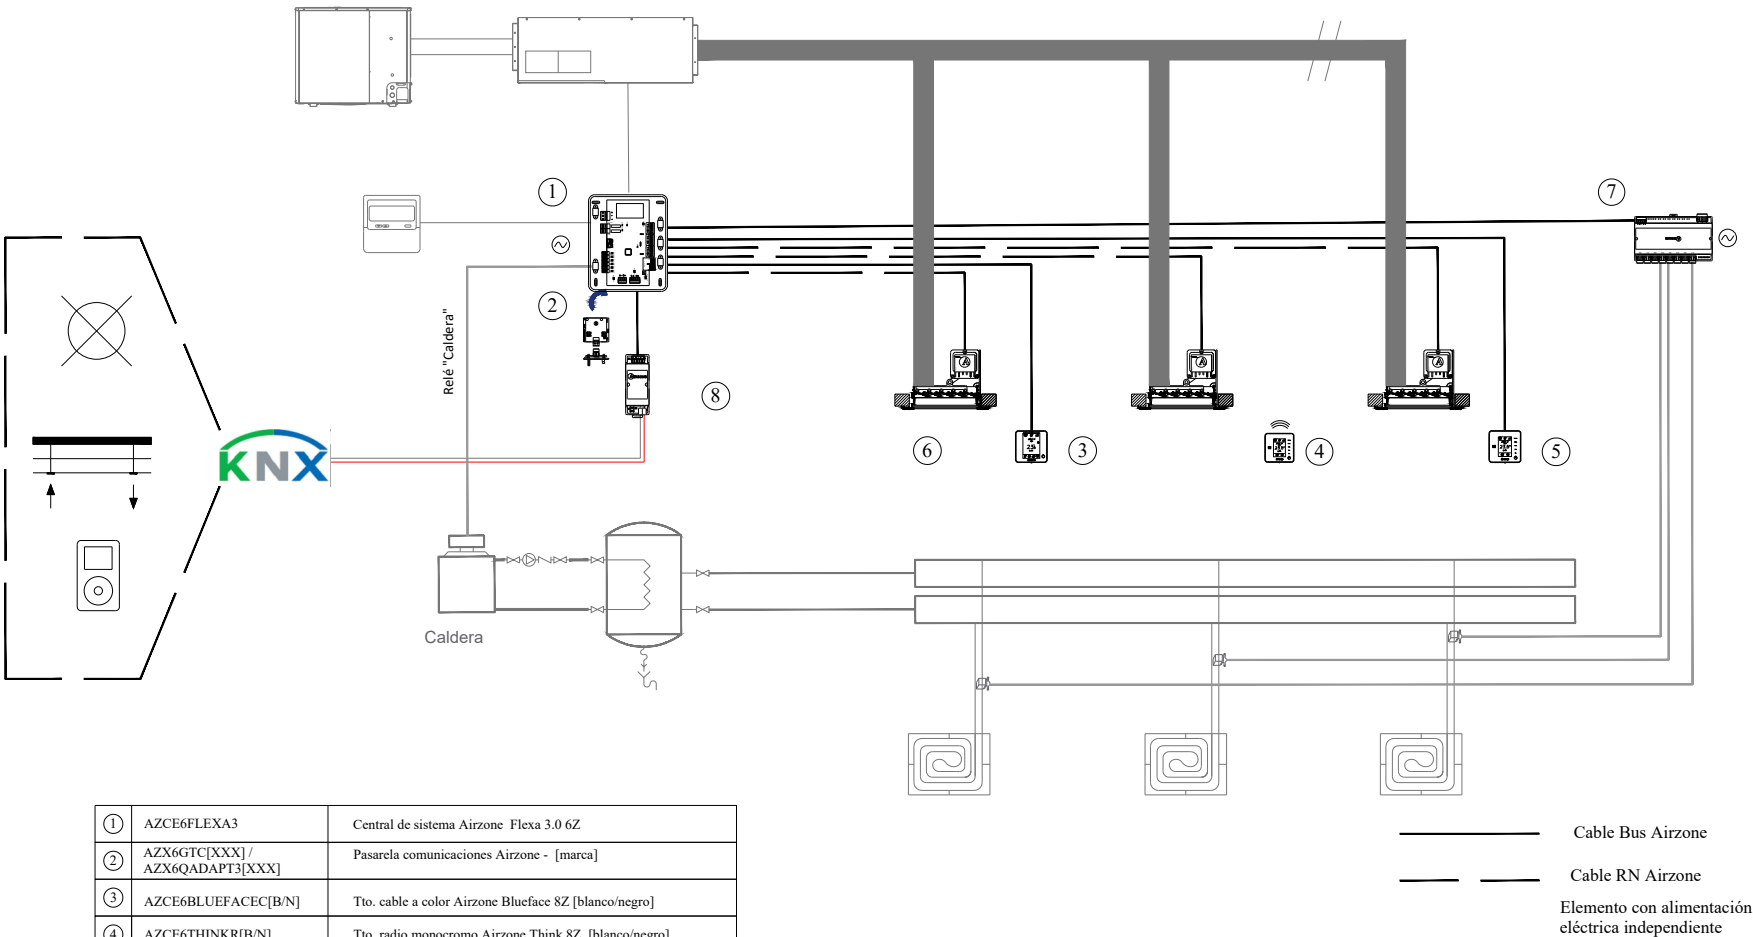 1
7
2
Relé "Caldera"
8
KNX
6
3
4
5
Caldera
1 AZCE6FLEXA3 Central de sistema Airzone Flexa 3.0 6Z
2 AZX6GTC[XXX] / Pasarela comunicaciones Airzone - [marca]
AZX6QADAPT3[XXX]
3 AZCE6BLUEFACEC[B/N] Tto. cable a color Airzone Blueface 8Z [blanco/negro]
4 AZCE6THINKR[B/N] Tto. radio monocromo Airzone Think 8Z [blanco/negro]
Cable Bus Airzone
Cable RN Airzone
Elemento con alimentación
eléctrica independiente